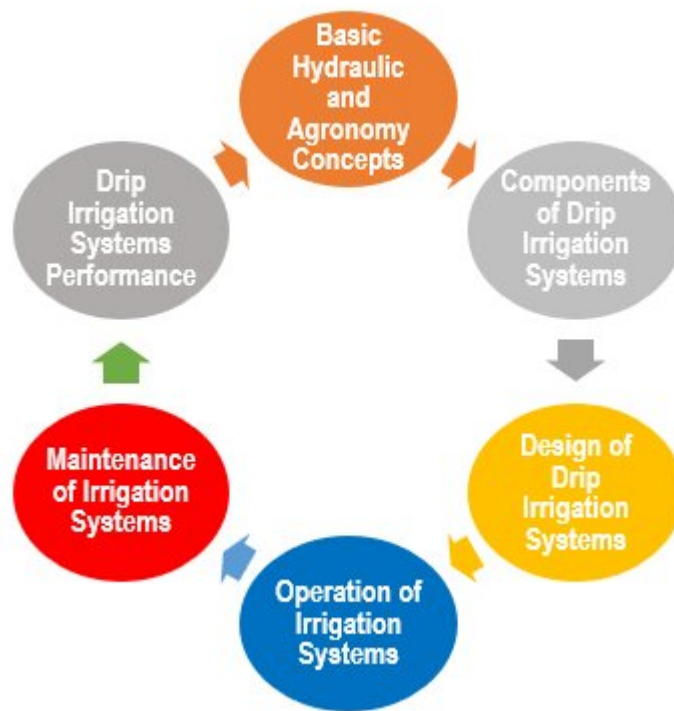 Basic
Hydraulic
and
Agronomy
Concepts
Components
of Drip
Irrigation
Systems
Design of
Drip
Irrigation
Systems
Operation of
Irrigation
Systems
Maintenance
of Irrigation
Systems
Drip
Irrigation
Systems
Performance